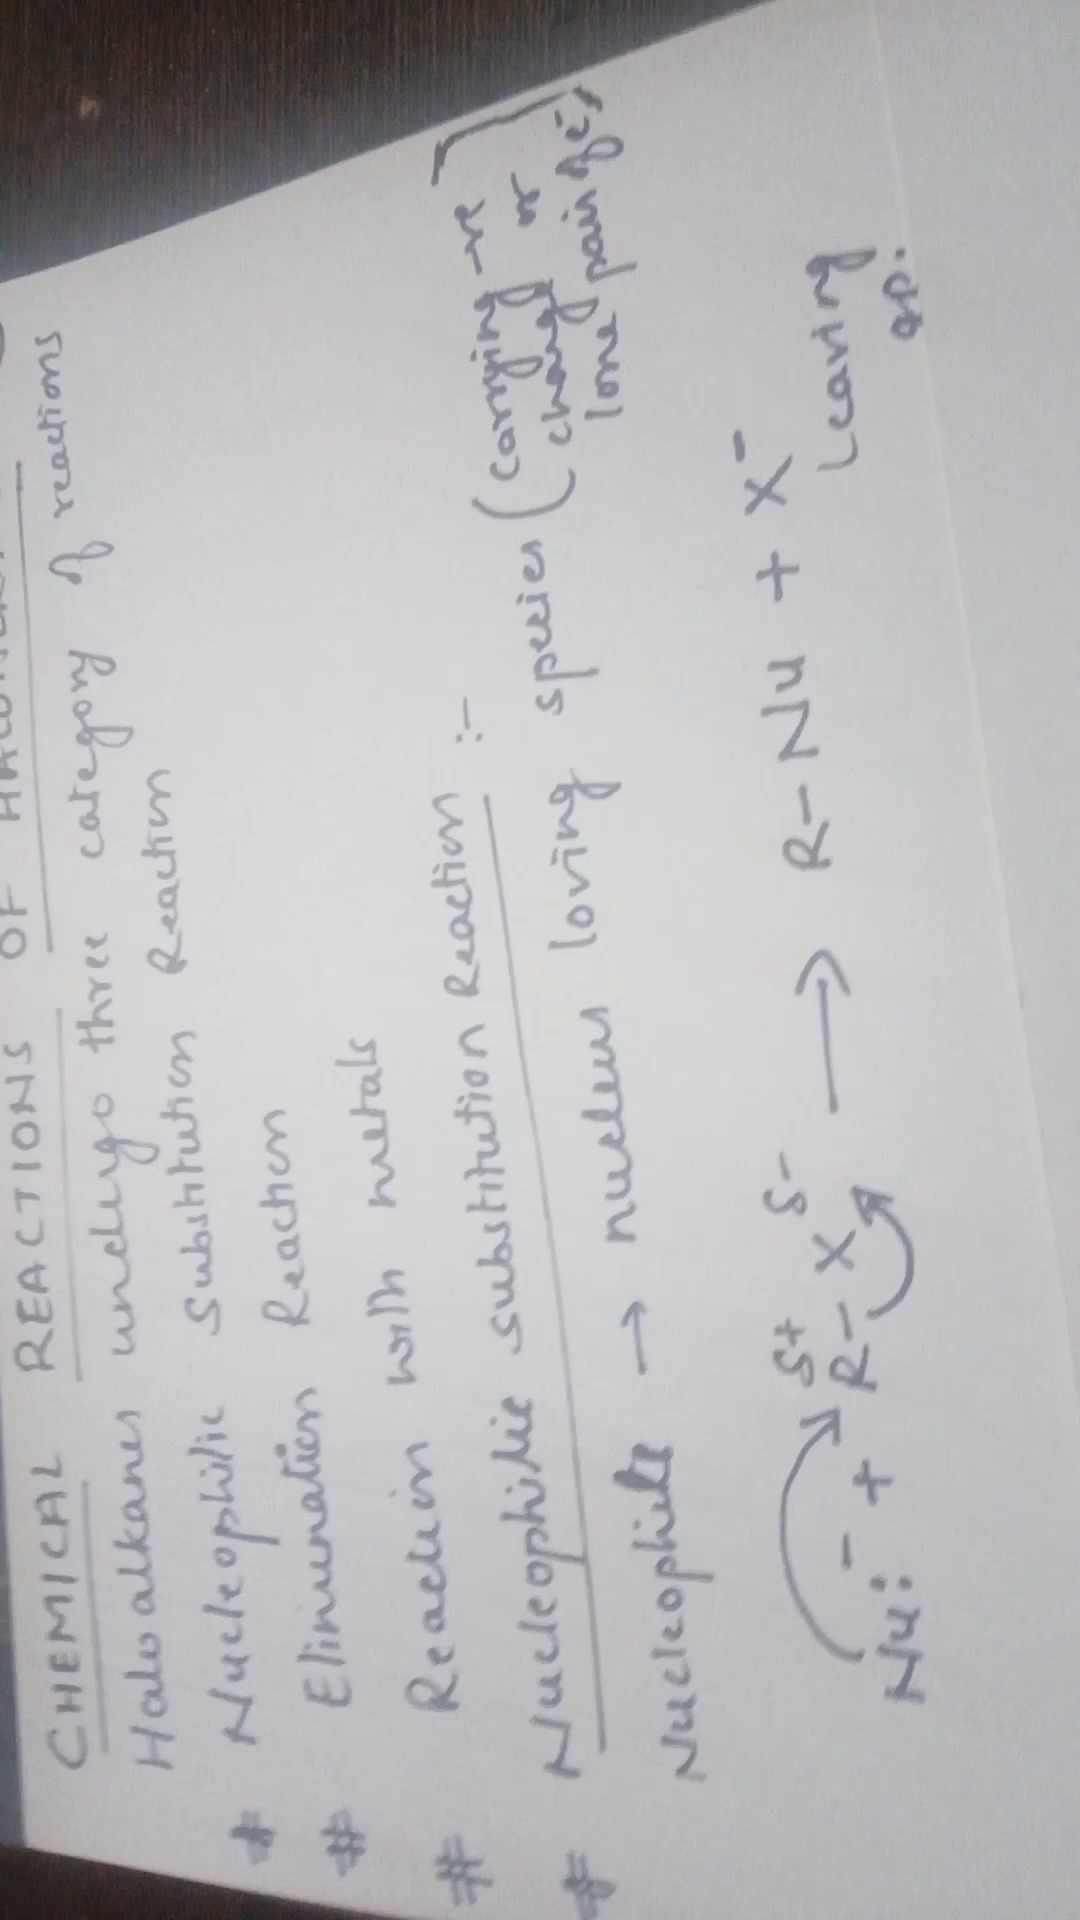 CHEMICAL REACTIONS OF
Haloalkanes undergo three category of reactions
# Nucleophilic Substitution Reaction
# Elimination Reaction
# Reaction with metals
# Nucleophilic substitution Reaction :-
Nucleophile → nucleus loving species (carrying -ve
charge or
lone pair of e⁻s)
Nu:⁻ + R^δ+ - X^δ- ⟶ R-Nu + X⁻
Leaving
gp.